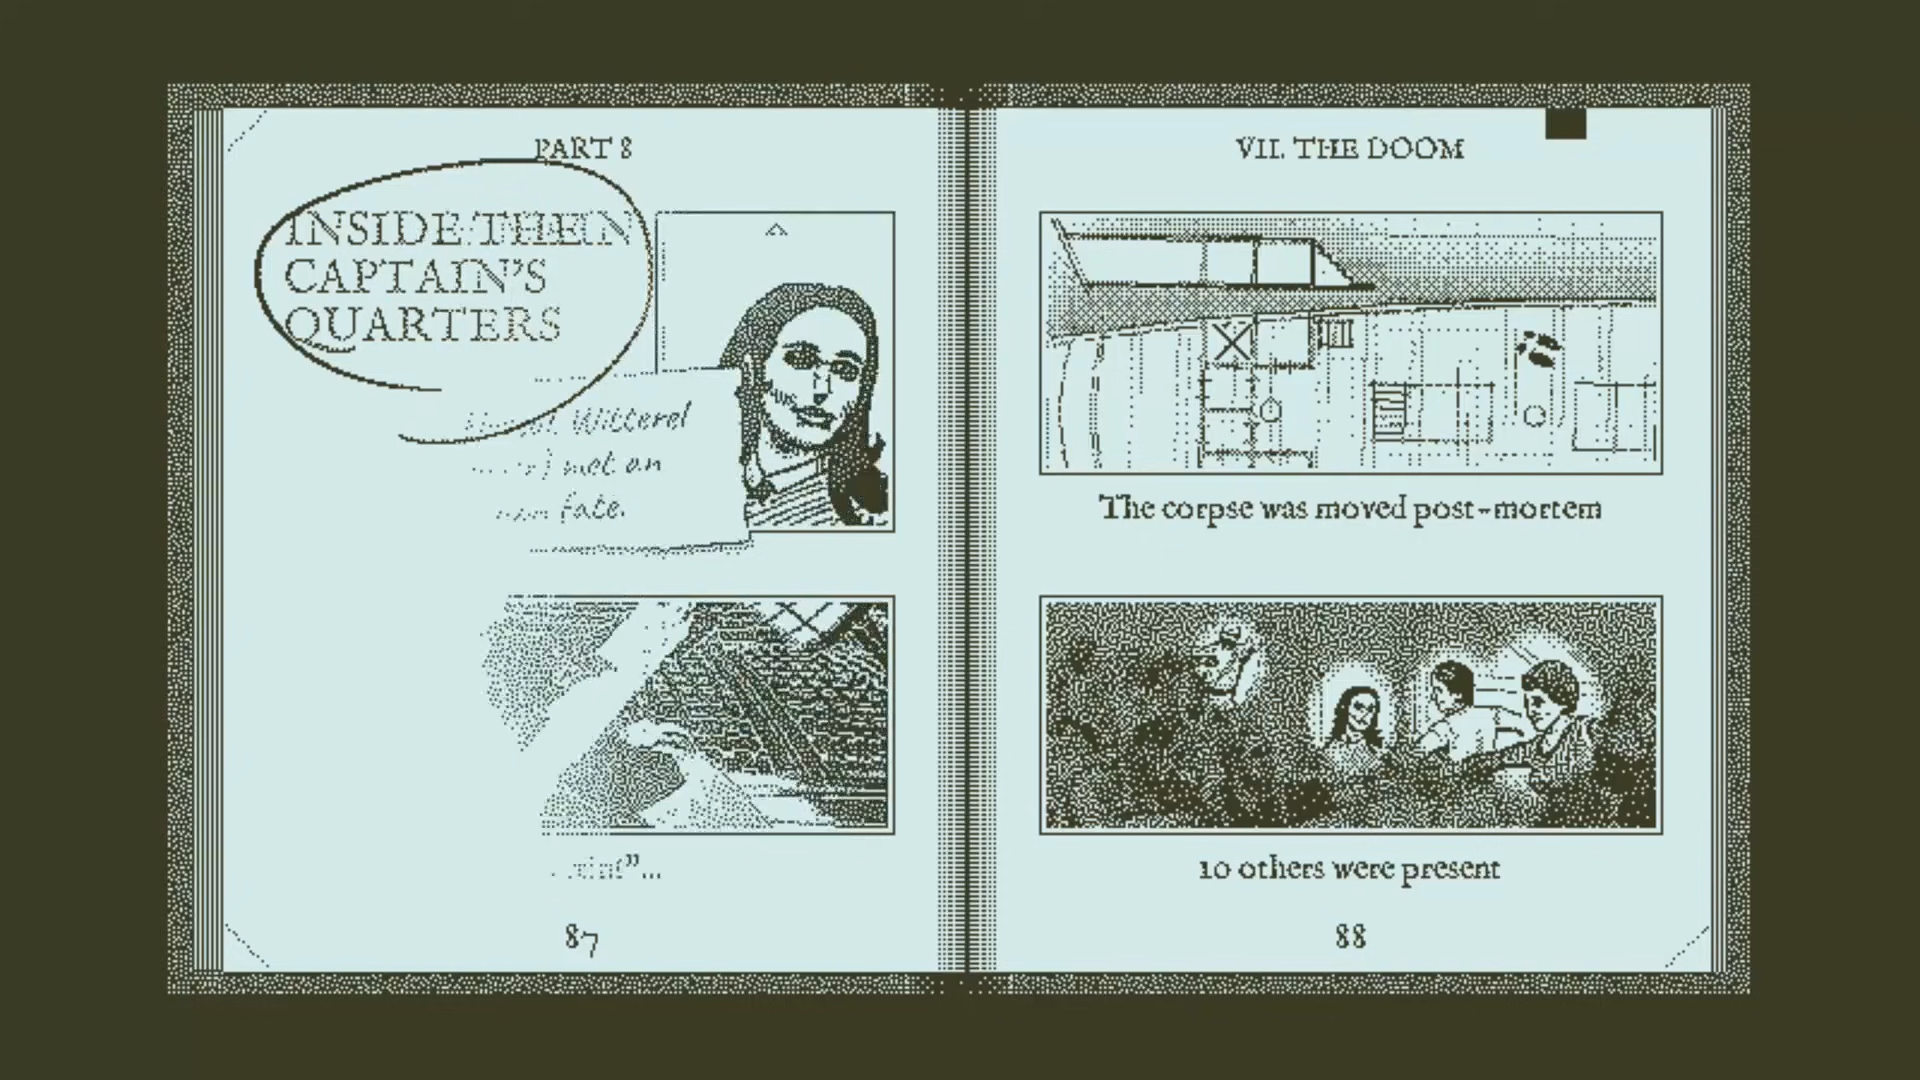 PART 8
INSIDE THE
CAPTAIN'S
QUARTERS
Witterel
met an
fate.
87
VII. THE DOOM
The corpse was moved post-mortem
10 others were present
88